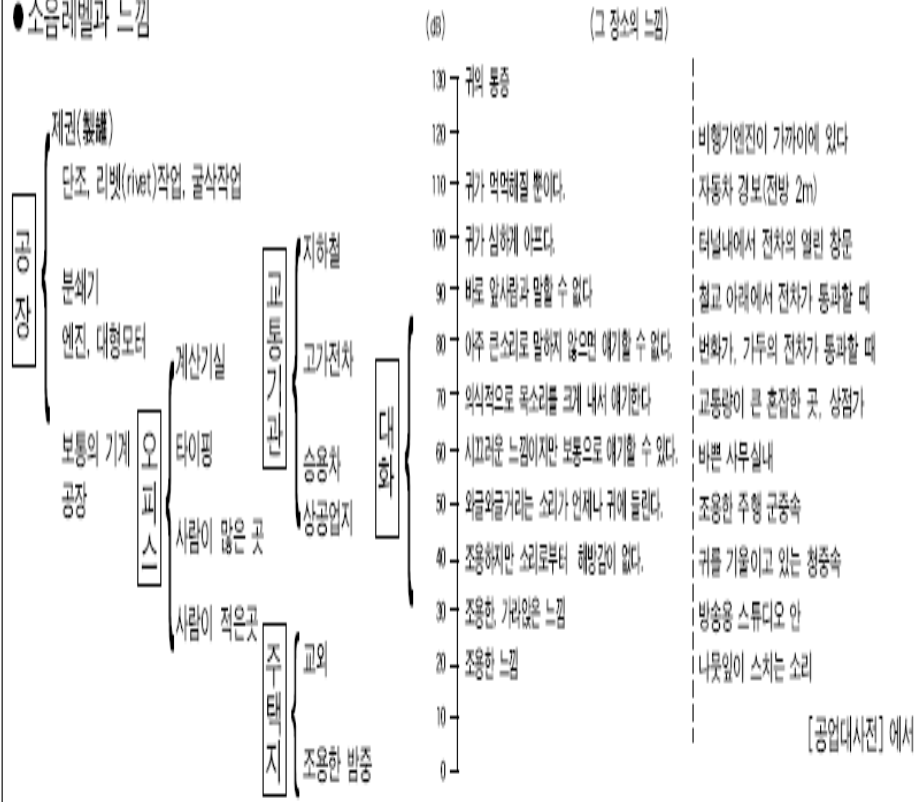 ●소음레벨과 느낌
(dB) (그 장소의 느낌)
공장
제관(製罐)
단조, 리벳(rivet)작업, 굴삭작업
분쇄기
엔진, 대형모터
보통의 기계
공장
오피스
계산기실
타이핑
사람이 많은 곳
사람이 적은곳
교통기관
지하철
고가전차
승용차
상공업지
주택지
교외
조용한 밤중
대화
130 귀의 통증
120 비행기엔진이 가까이에 있다
110 귀가 먹먹해질 뿐이다. 자동차 경보(전방 2m)
100 귀가 심하게 아프다. 터널내에서 전차의 열린 창문
90 바로 앞사람과 말할 수 없다 철교 아래에서 전차가 통과할 때
80 아주 큰소리로 말하지 않으면 얘기할 수 없다. 번화가, 가두의 전차가 통과할 때
70 의식적으로 목소리를 크게 내서 얘기한다 교통량이 큰 혼잡한 곳, 상점가
60 시끄러운 느낌이지만 보통으로 얘기할 수 있다. 바쁜 사무실내
50 와글와글거리는 소리가 언제나 귀에 들린다. 조용한 주행 군중속
40 조용하지만 소리로부터 해방감이 없다. 귀를 기울이고 있는 청중속
30 조용한, 가라앉은 느낌 방송용 스튜디오 안
20 조용한 느낌 나뭇잎이 스치는 소리
10
0
[공업대사전] 에서